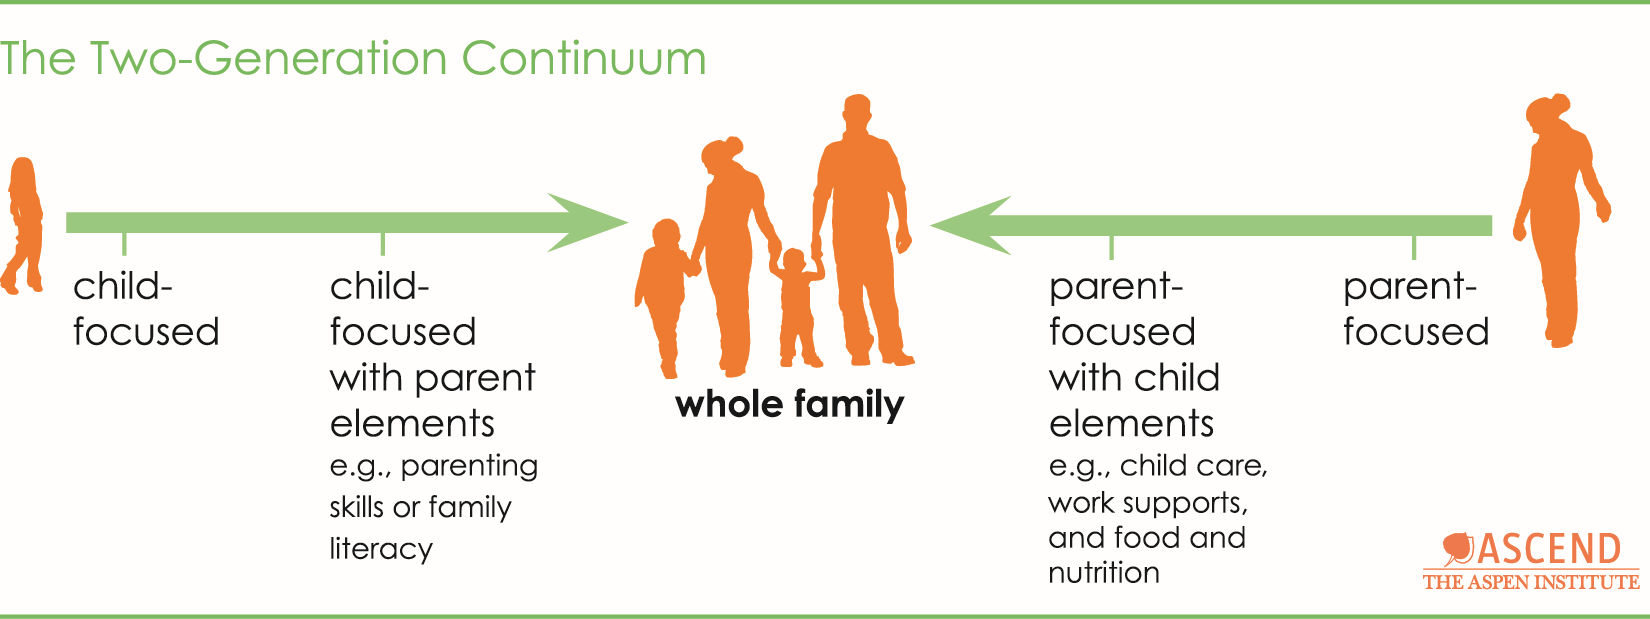 The Two-Generation Continuum
child-
focused
child-
focused
with parent
elements
e.g., parenting
skills or family
literacy
whole family
parent-
focused
with child
elements
e.g., child care,
work supports,
and food and
nutrition
parent-
focused
ASCEND
THE ASPEN INSTITUTE